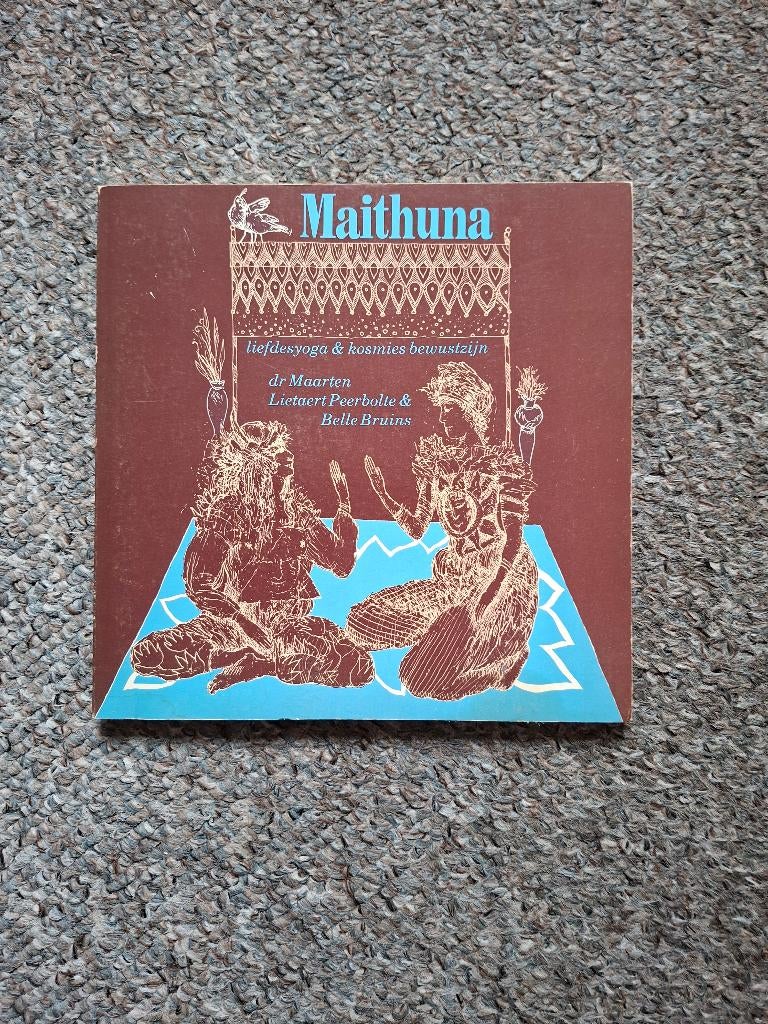 Maithuna
liefdesyoga & kosmies bewustzijn
dr Maarten
Lietaert Peerbolte &
Belle Bruins